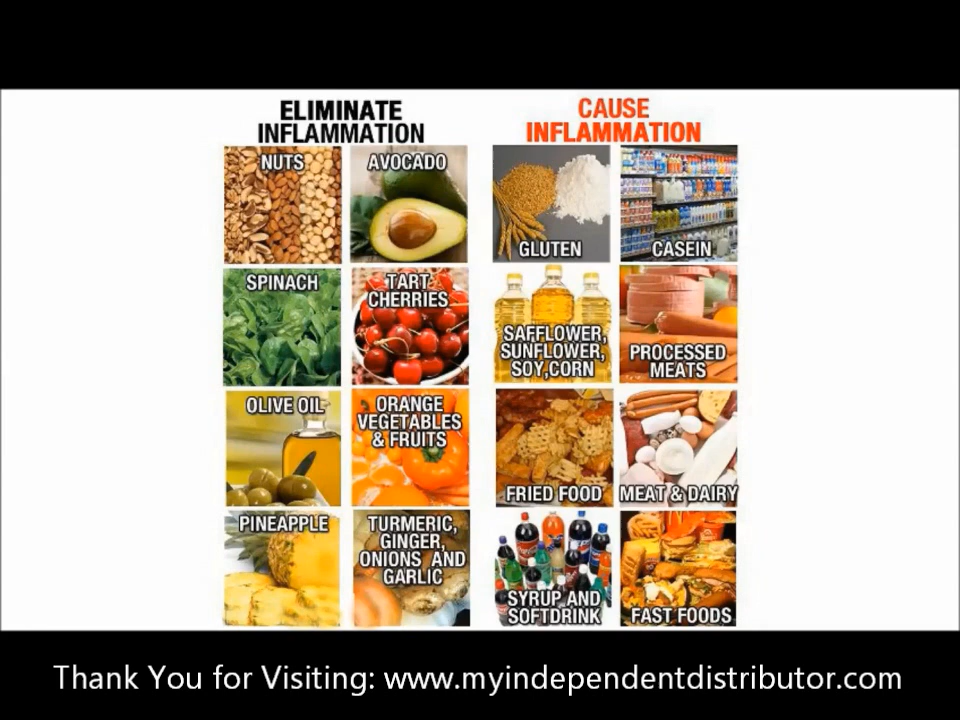 ELIMINATE
INFLAMMATION
CAUSE
INFLAMMATION
NUTS
AVOCADO
GLUTEN
CASEIN
SPINACH
TART
CHERRIES
SAFFLOWER,
SUNFLOWER,
SOY,CORN
PROCESSED
MEATS
OLIVE OIL
ORANGE
VEGETABLES
& FRUITS
FRIED FOOD
MEAT & DAIRY
PINEAPPLE
TURMERIC,
GINGER,
ONIONS AND
GARLIC
SYRUP AND
SOFTDRINK
FAST FOODS
Thank You for Visiting: www.myindependentdistributor.com